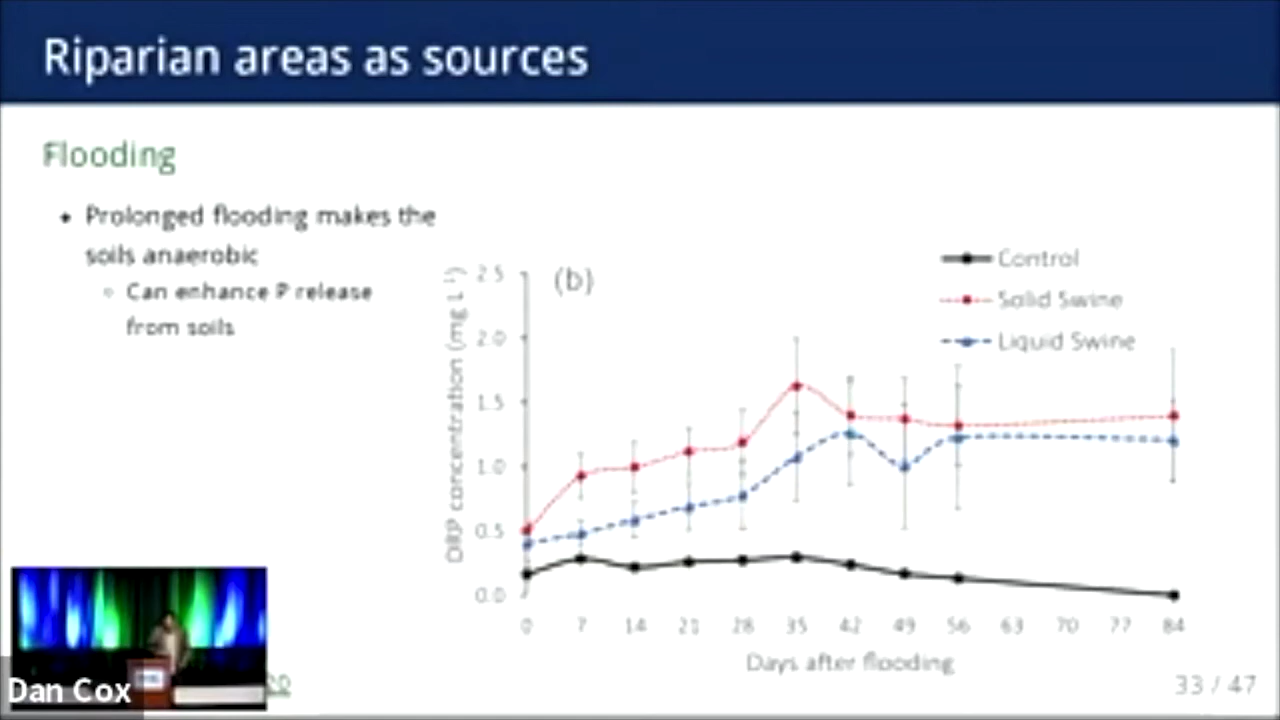 Riparian areas as sources
Flooding
• Prolonged flooding makes the
soils anaerobic
◦ Can enhance P release
from soils
(b)
Control
Solid Swine
Liquid Swine
DRP concentration (mg L⁻¹)
2.5
2.0
1.5
1.0
0.5
0.0
0 7 14 21 28 35 42 49 56 63 70 77 84
Days after flooding
Dan Cox
33 / 47